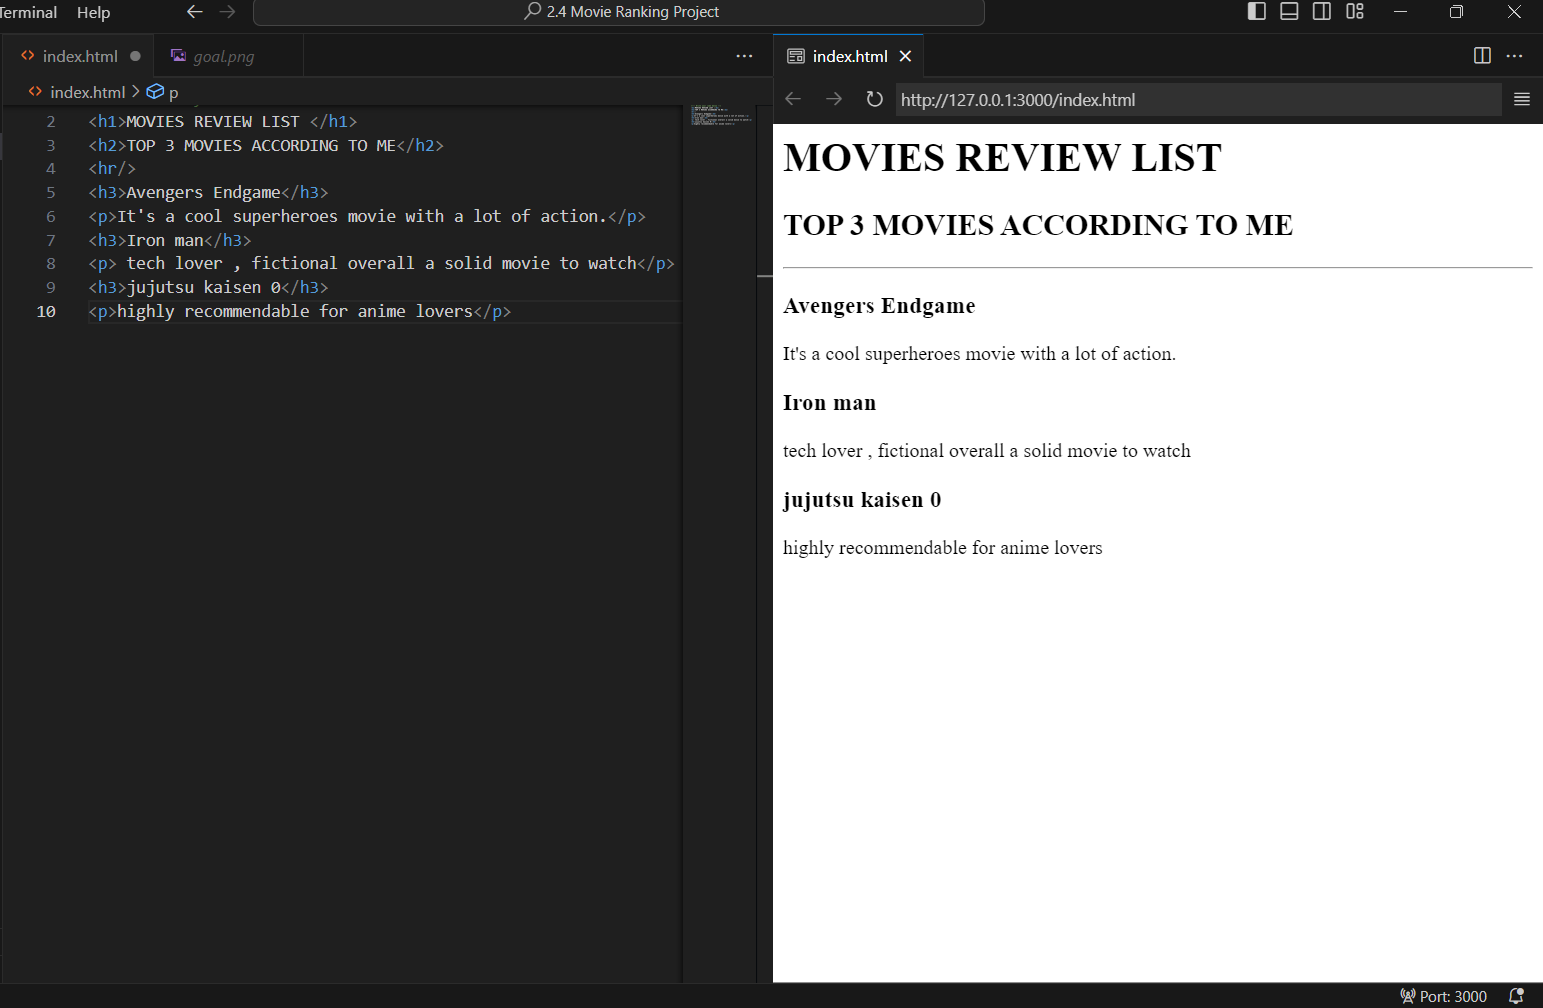 Terminal Help 2.4 Movie Ranking Project
index.html goal.png
index.html > p
2 <h1>MOVIES REVIEW LIST </h1>
3 <h2>TOP 3 MOVIES ACCORDING TO ME</h2>
4 <hr/>
5 <h3>Avengers Endgame</h3>
6 <p>It's a cool superheroes movie with a lot of action.</p>
7 <h3>Iron man</h3>
8 <p> tech lover , fictional overall a solid movie to watch</p>
9 <h3>jujutsu kaisen 0</h3>
10 <p>highly recommendable for anime lovers</p>
index.html
http://127.0.0.1:3000/index.html
MOVIES REVIEW LIST
TOP 3 MOVIES ACCORDING TO ME
Avengers Endgame
It's a cool superheroes movie with a lot of action.
Iron man
tech lover , fictional overall a solid movie to watch
jujutsu kaisen 0
highly recommendable for anime lovers
Port: 3000